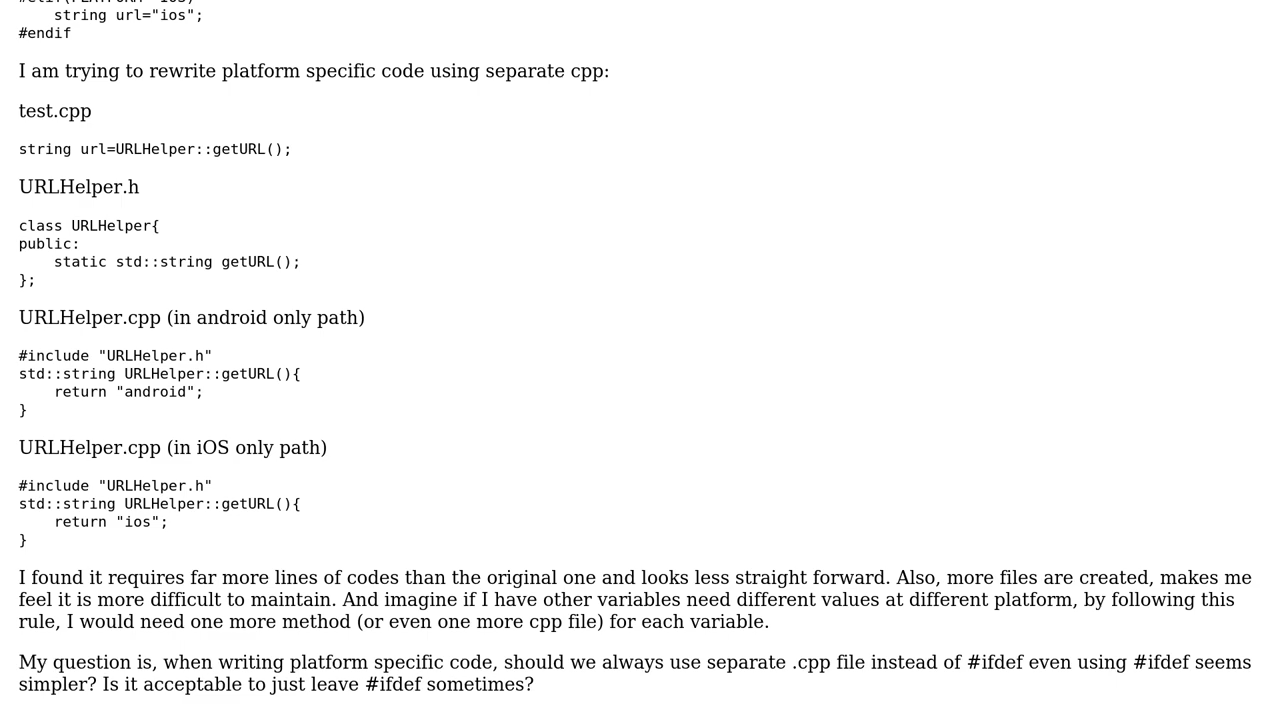 string url="ios";
#endif
I am trying to rewrite platform specific code using separate cpp:
test.cpp
string url=URLHelper::getURL();
URLHelper.h
class URLHelper{
public:
    static std::string getURL();
};
URLHelper.cpp (in android only path)
#include "URLHelper.h"
std::string URLHelper::getURL(){
    return "android";
}
URLHelper.cpp (in iOS only path)
#include "URLHelper.h"
std::string URLHelper::getURL(){
    return "ios";
}
I found it requires far more lines of codes than the original one and looks less straight forward. Also, more files are created, makes me
feel it is more difficult to maintain. And imagine if I have other variables need different values at different platform, by following this
rule, I would need one more method (or even one more cpp file) for each variable.
My question is, when writing platform specific code, should we always use separate .cpp file instead of #ifdef even using #ifdef seems
simpler? Is it acceptable to just leave #ifdef sometimes?